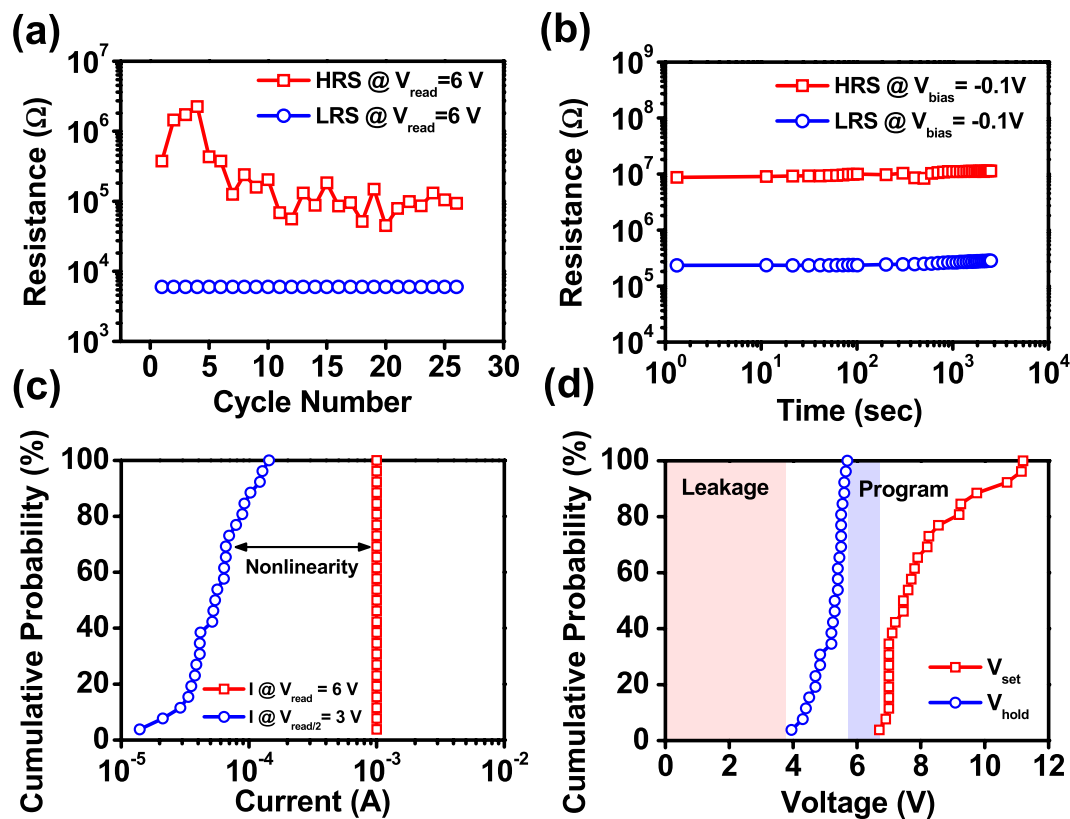 (a)
10^7
10^6
10^5
10^4
10^3
Resistance (Ω)
HRS @ V_read=6 V
LRS @ V_read=6 V
0 5 10 15 20 25 30
Cycle Number
(b)
10^9
10^8
10^7
10^6
10^5
10^4
Resistance (Ω)
HRS @ V_bias= -0.1V
LRS @ V_bias= -0.1V
10^0 10^1 10^2 10^3 10^4
Time (sec)
(c)
100
80
60
40
20
0
Cumulative Probability (%)
Nonlinearity
I @ V_read = 6 V
I @ V_read/2 = 3 V
10^-5 10^-4 10^-3 10^-2
Current (A)
(d)
100
80
60
40
20
0
Cumulative Probability (%)
Leakage
Program
V_set
V_hold
0 2 4 6 8 10 12
Voltage (V)